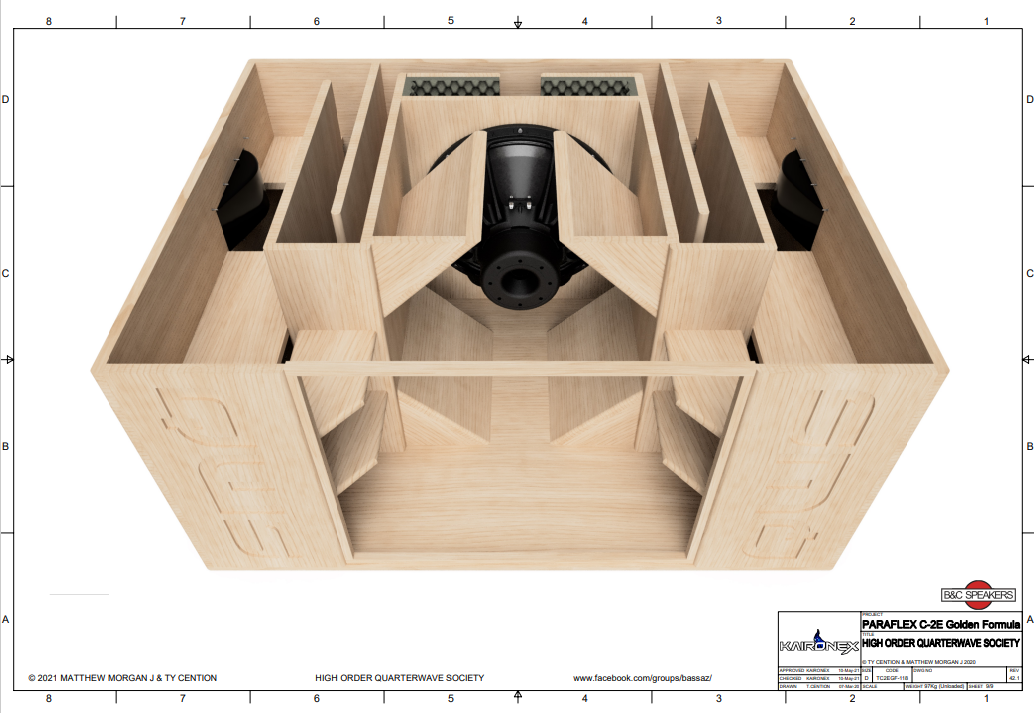 8 7 6 5 4 3 2 1
D D
C C
B B
A A
B&C SPEAKERS
PROJECT
PARAFLEX C-2E Golden Formula
TITLE
HIGH ORDER QUARTERWAVE SOCIETY
KAIRONEX
© TY CENTION & MATTHEW MORGAN J 2020
APPROVED KAIRONEX 10-May-21 SIZE CODE DWG NO REV
CHECKED KAIRONEX 10-May-21 D TC2EGF-118 42.1
DRAWN T.CENTION 07-Mar-20 SCALE WEIGHT 97Kg (Unloaded) SHEET 9/9
© 2021 MATTHEW MORGAN J & TY CENTION HIGH ORDER QUARTERWAVE SOCIETY www.facebook.com/groups/bassaz/
8 7 6 5 4 3 2 1